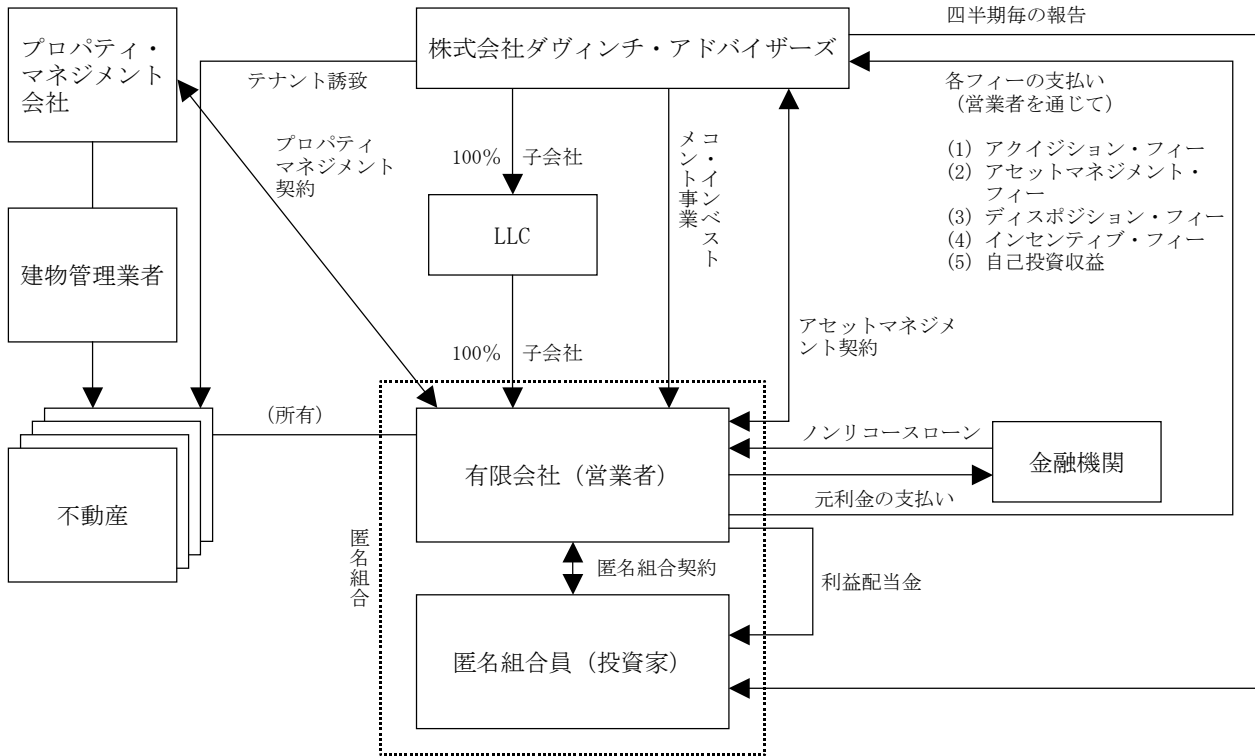 四半期毎の報告
プロパティ・
マネジメント
会社
株式会社ダヴィンチ・アドバイザーズ
テナント誘致
各フィーの支払い
（営業者を通じて）
プロパティ
マネジメント
契約
100% 子会社
コ・インベスト
メント事業
(1) アクイジション・フィー
(2) アセットマネジメント・
フィー
(3) ディスポジション・フィー
(4) インセンティブ・フィー
(5) 自己投資収益
LLC
建物管理業者
アセットマネジメ
ント契約
100% 子会社
(所有)
ノンリコースローン
有限会社（営業者）
金融機関
元利金の支払い
不動産
匿名組合
匿名組合契約
利益配当金
匿名組合員（投資家）